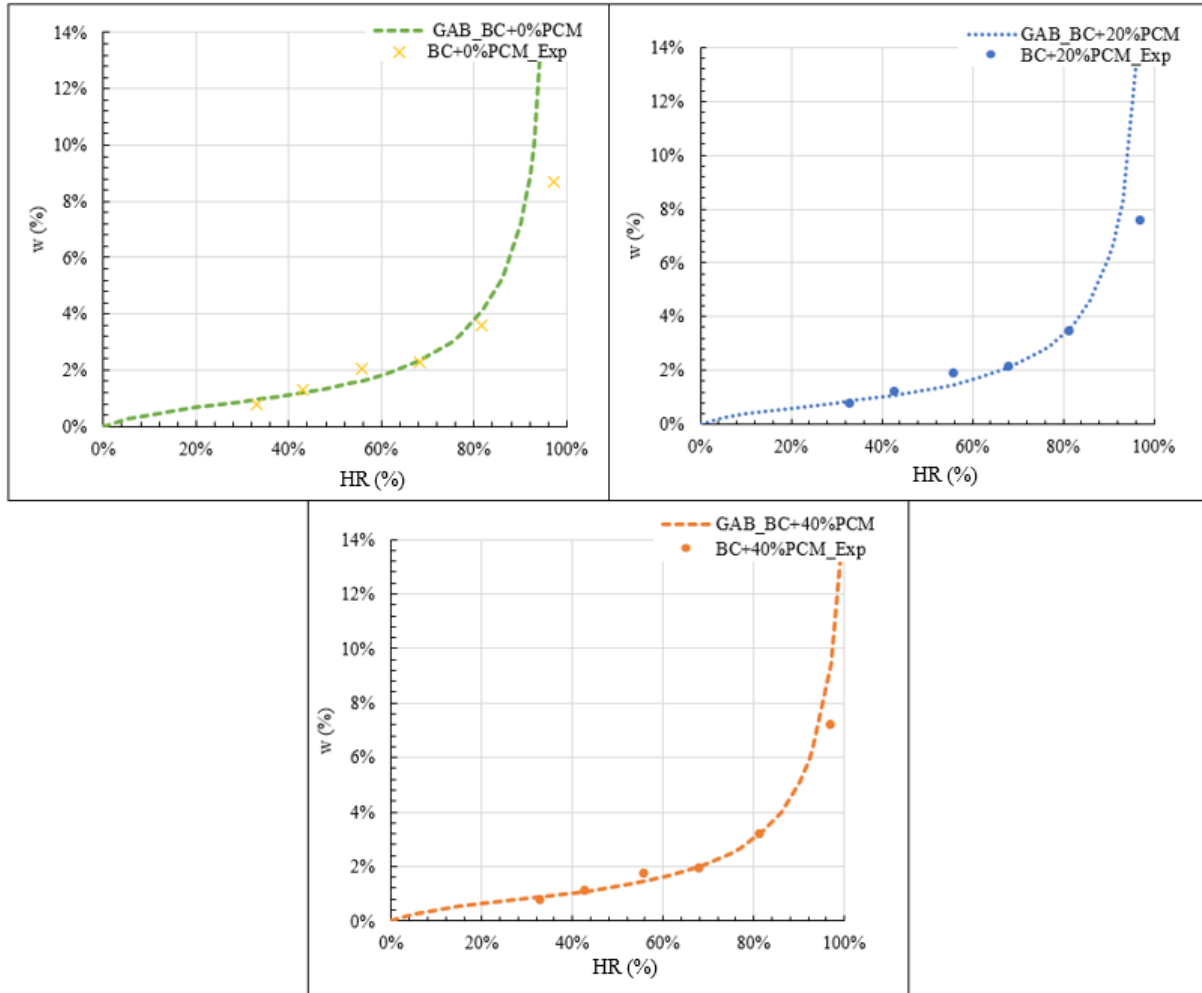 GAB_BC+0%PCM
BC+0%PCM_Exp
14%
12%
10%
8%
6%
4%
2%
0%
w (%)
0% 20% 40% 60% 80% 100%
HR (%)
GAB_BC+20%PCM
BC+20%PCM_Exp
14%
12%
10%
8%
6%
4%
2%
0%
w (%)
0% 20% 40% 60% 80% 100%
HR (%)
GAB_BC+40%PCM
BC+40%PCM_Exp
14%
12%
10%
8%
6%
4%
2%
0%
w (%)
0% 20% 40% 60% 80% 100%
HR (%)